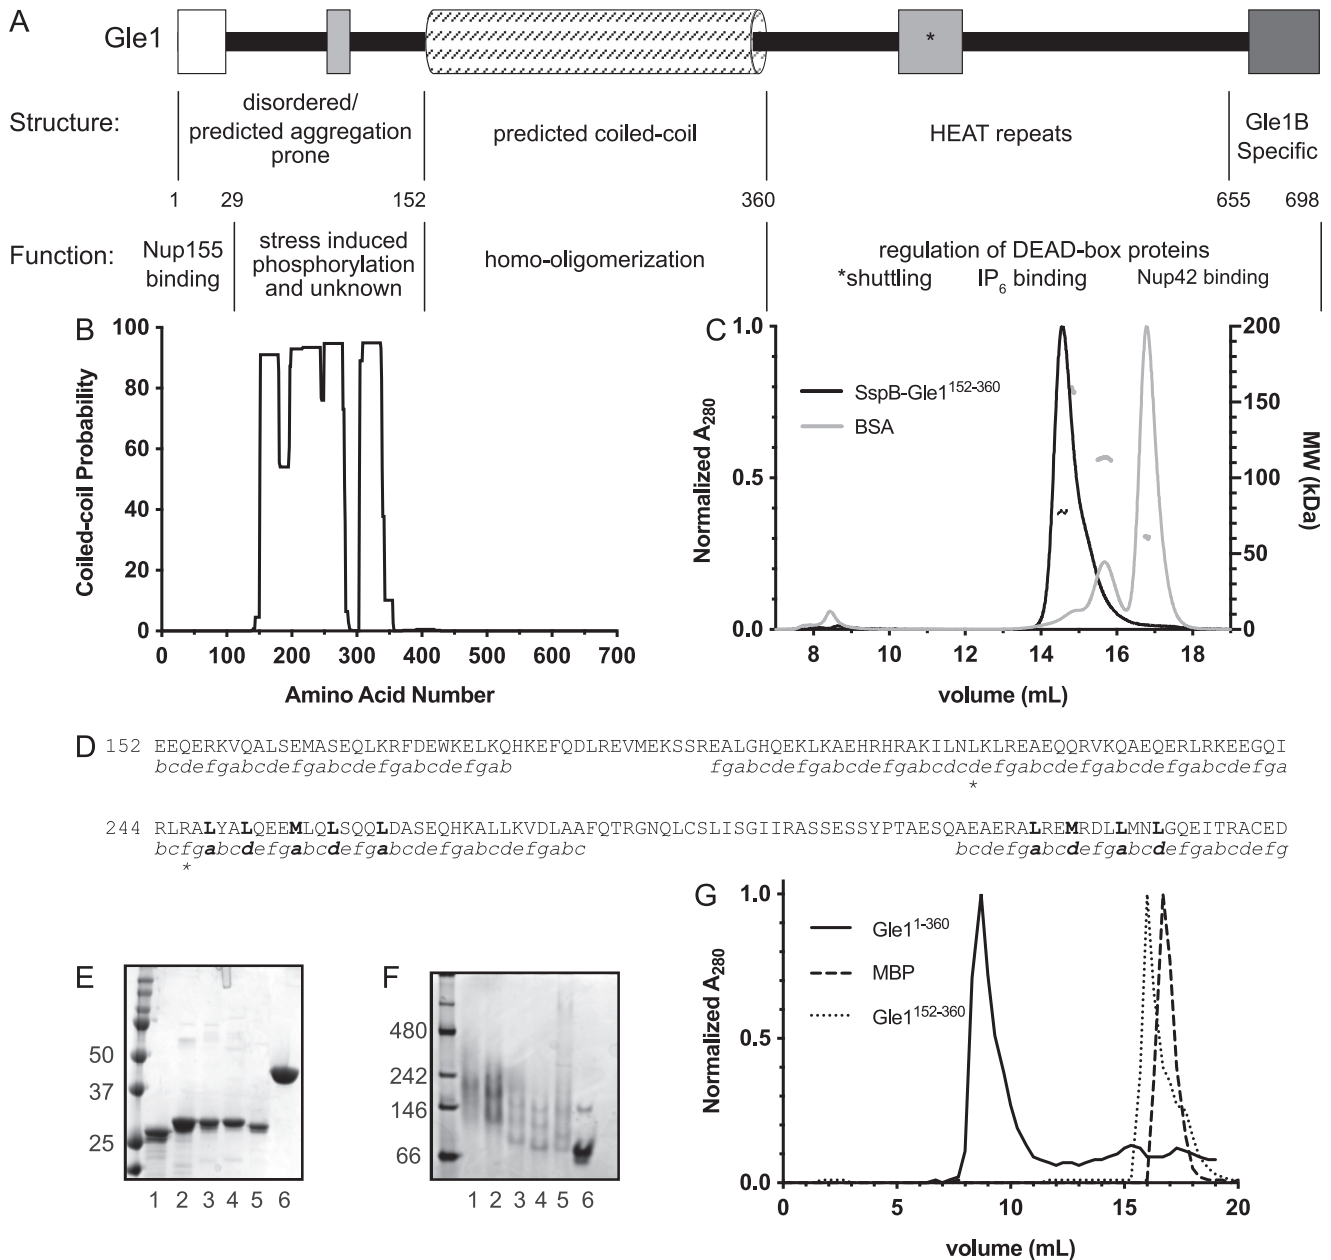 A
Gle1
*
Structure:
disordered/
predicted aggregation
prone
predicted coiled-coil
HEAT repeats
Gle1B
Specific
1 29 152 360 655 698
Function:
Nup155
binding
stress induced
phosphorylation
and unknown
homo-oligomerization
regulation of DEAD-box proteins
*shuttling IP6 binding Nup42 binding
B
100
80
60
40
20
0
Coiled-coil Probability
0 100 200 300 400 500 600 700
Amino Acid Number
C
1.0
0.5
0.0
Normalized A280
SspB-Gle1 152-360
BSA
200
150
100
50
0
MW (kDa)
8 10 12 14 16 18
volume (mL)
D 152 EEQERKVQALSEMASEQLKRFDEWKELKQHKEFQDLREVMEKSSREALGHQEKLKAEHRHRAKILNLKLREAEQQRVKQAEQERLRKEEGQI
bcdefgabcdefgabcdefgabcdefgab fgabcdefgabcdefgabcdcdefgabcdefgabcdefgabcdefga
*
244 RLRALYALQEEMLQLSQQLDASEQHKALLKVDLAAFQTRGNQLCSLISGIIRASSESSYPTAESQAEAERALREMRDLLMNLGQEITRACED
bcfgabcdefgabcdefgabcdefgabcdefgabc bcdefgabcdefgabcdefgabcdefg
*
E
50
37
25
1 2 3 4 5 6
F
480
242
146
66
1 2 3 4 5 6
G
1.0
0.5
0.0
Normalized A280
Gle1 1-360
MBP
Gle1 152-360
0 5 10 15 20
volume (mL)